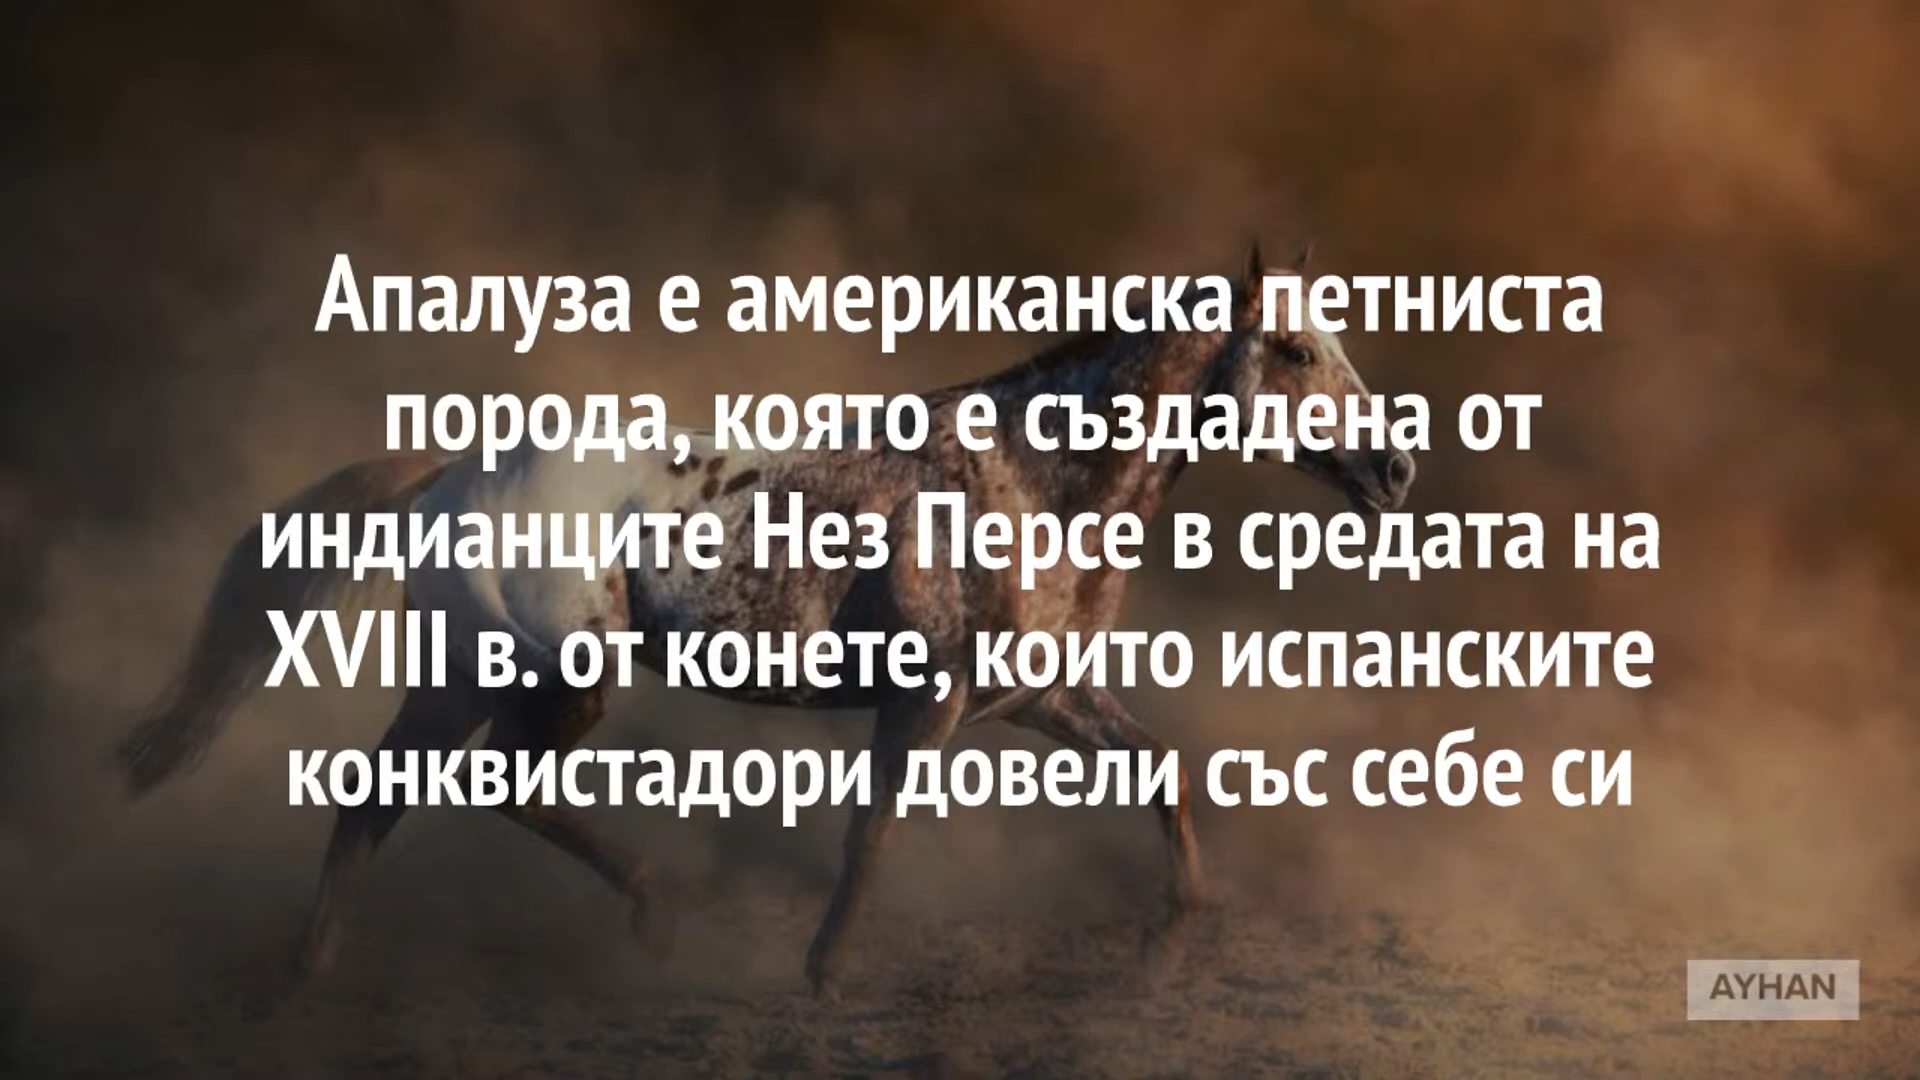 Апалуза е американска петниста
порода, която е създадена от
индианците Нез Персе в средата на
XVIII в. от конете, които испанските
конквистадори довели със себе си
AYHAN